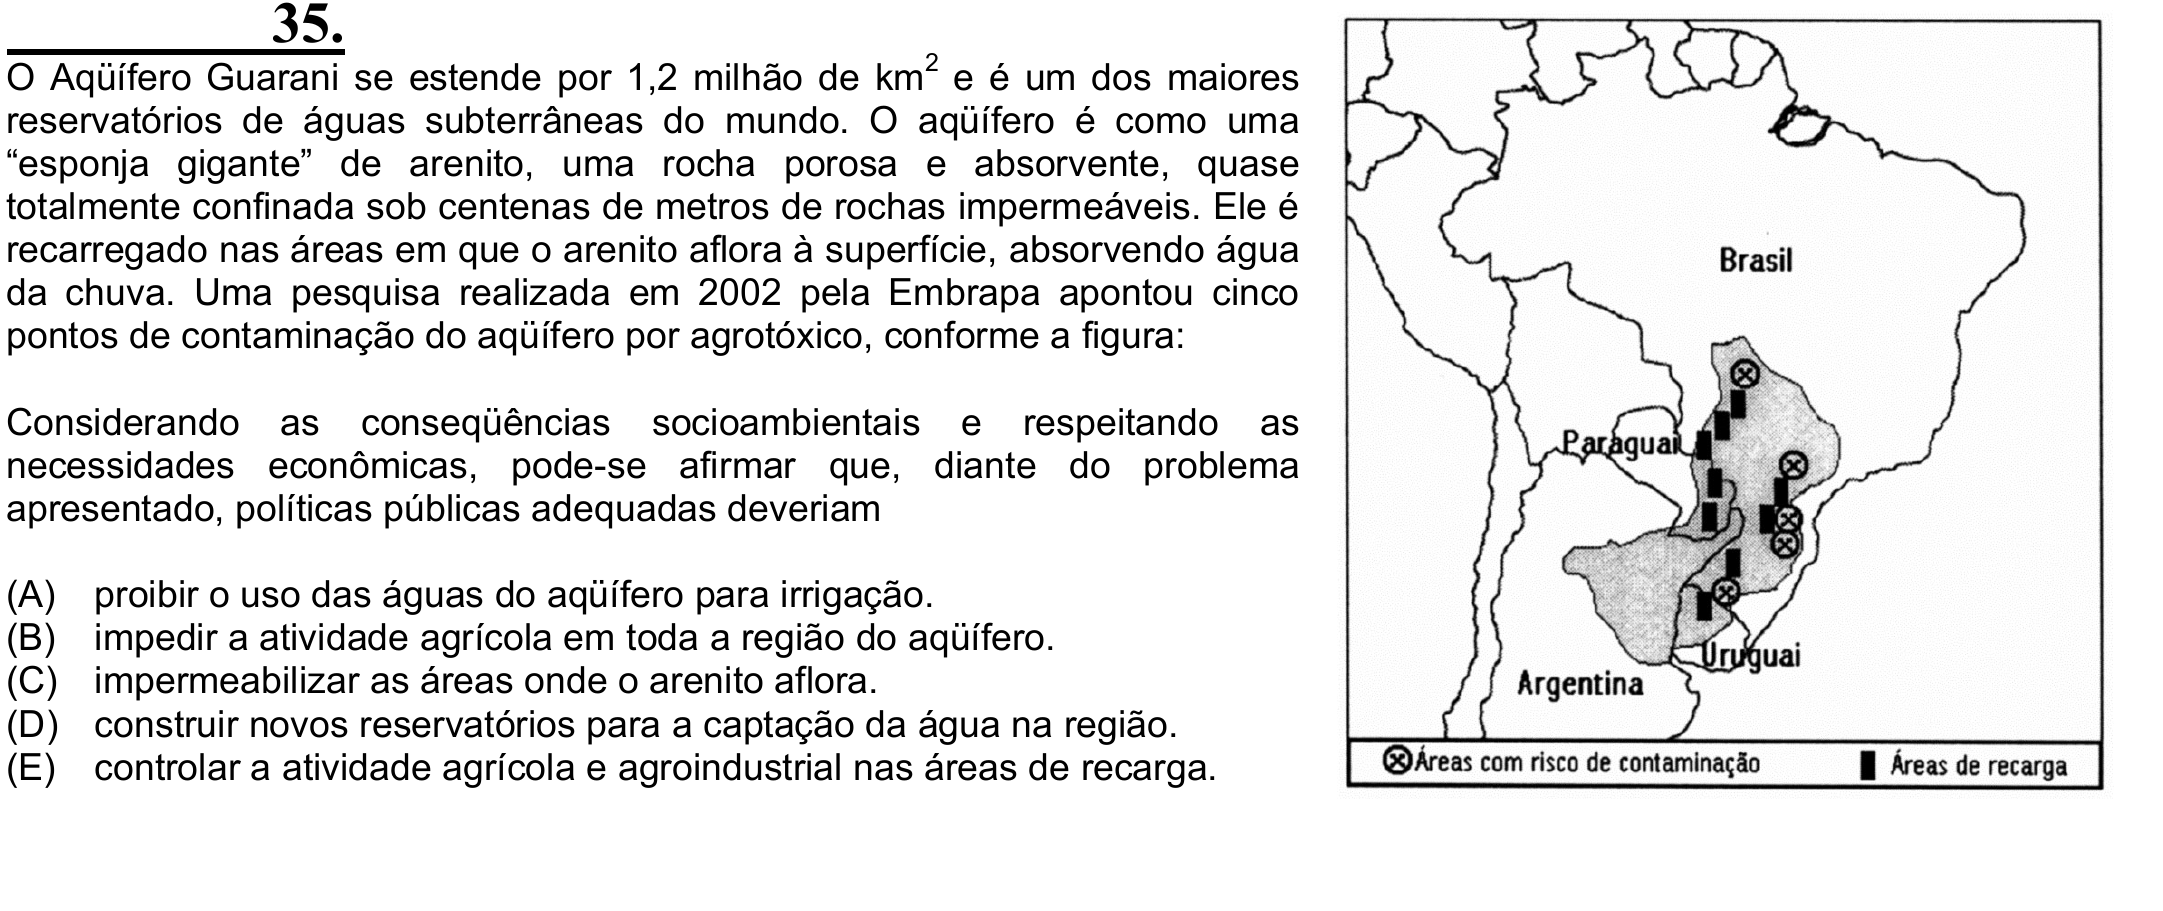 35.
O Aqüífero Guarani se estende por 1,2 milhão de km² e é um dos maiores
reservatórios de águas subterrâneas do mundo. O aqüífero é como uma
“esponja gigante” de arenito, uma rocha porosa e absorvente, quase
totalmente confinada sob centenas de metros de rochas impermeáveis. Ele é
recarregado nas áreas em que o arenito aflora à superfície, absorvendo água
da chuva. Uma pesquisa realizada em 2002 pela Embrapa apontou cinco
pontos de contaminação do aqüífero por agrotóxico, conforme a figura:
Considerando as conseqüências socioambientais e respeitando as
necessidades econômicas, pode-se afirmar que, diante do problema
apresentado, políticas públicas adequadas deveriam
(A) proibir o uso das águas do aqüífero para irrigação.
(B) impedir a atividade agrícola em toda a região do aqüífero.
(C) impermeabilizar as áreas onde o arenito aflora.
(D) construir novos reservatórios para a captação da água na região.
(E) controlar a atividade agrícola e agroindustrial nas áreas de recarga.
Brasil
Paraguai
Uruguai
Argentina
Áreas com risco de contaminação
Áreas de recarga